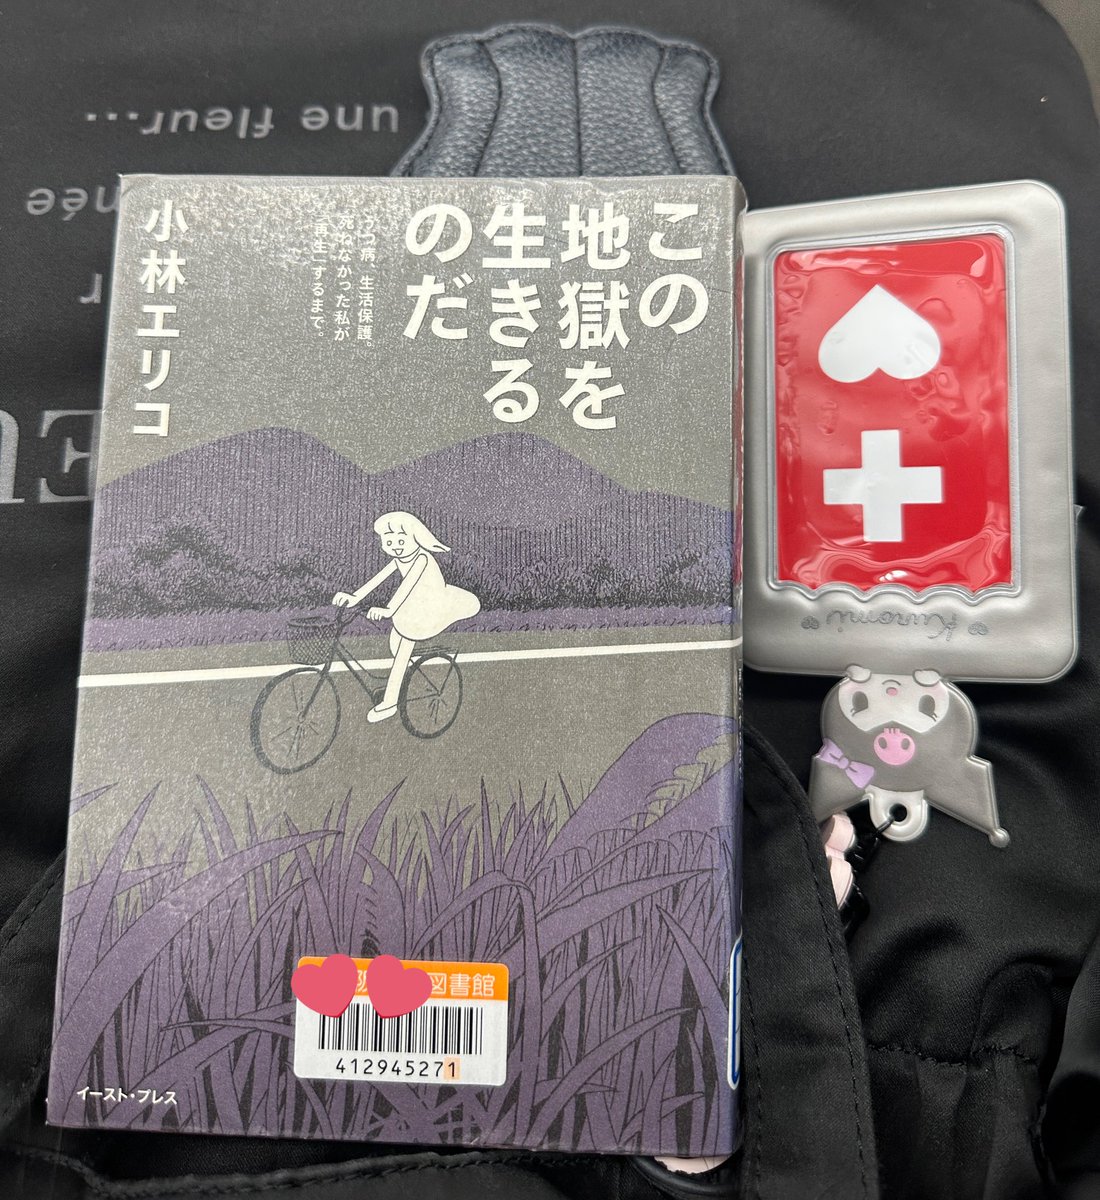 この
地獄を
生きる
のだ
うつ病、生活保護。
死ねなかった私が
「再生」するまで。
小林エリコ
図書館
412945271
イースト・プレス
une fleur...
née
r
EU
Kuromi